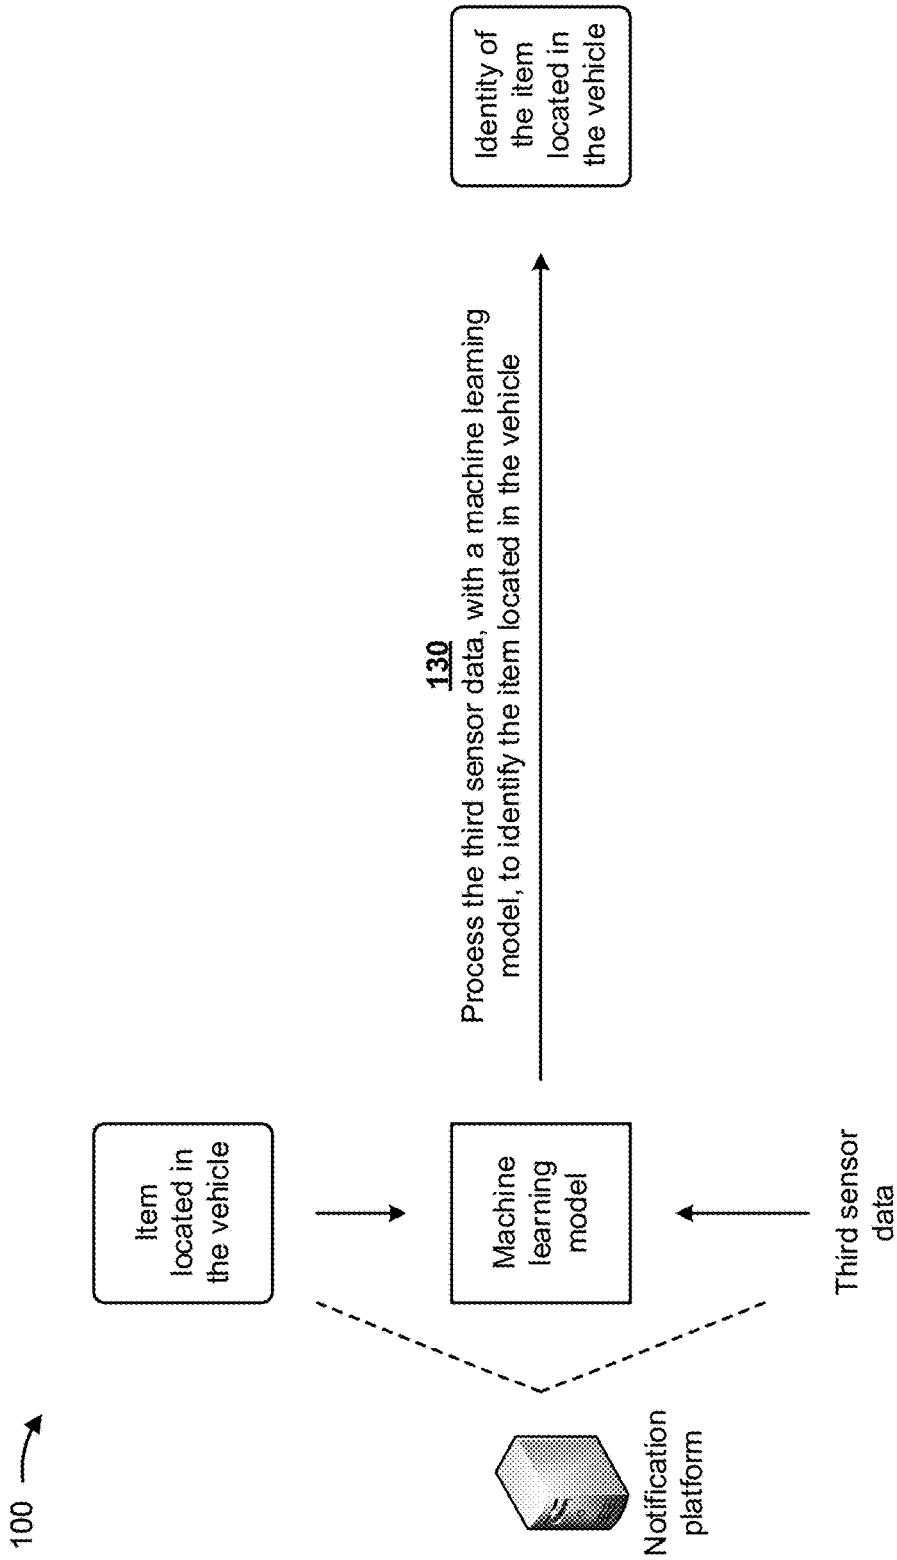 100
Item
located in
the vehicle
Notification
platform
Machine
learning
model
Third sensor
data
130
Process the third sensor data, with a machine learning
model, to identify the item located in the vehicle
Identity of
the item
located in
the vehicle